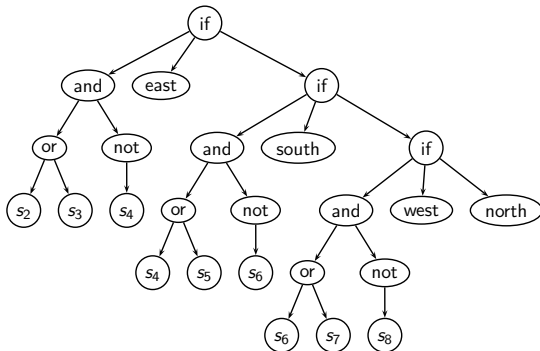 if
and east if
or not and south if
s₂ s₃ s₄ or not and west north
s₄ s₅ s₆ or not
s₆ s₇ s₈